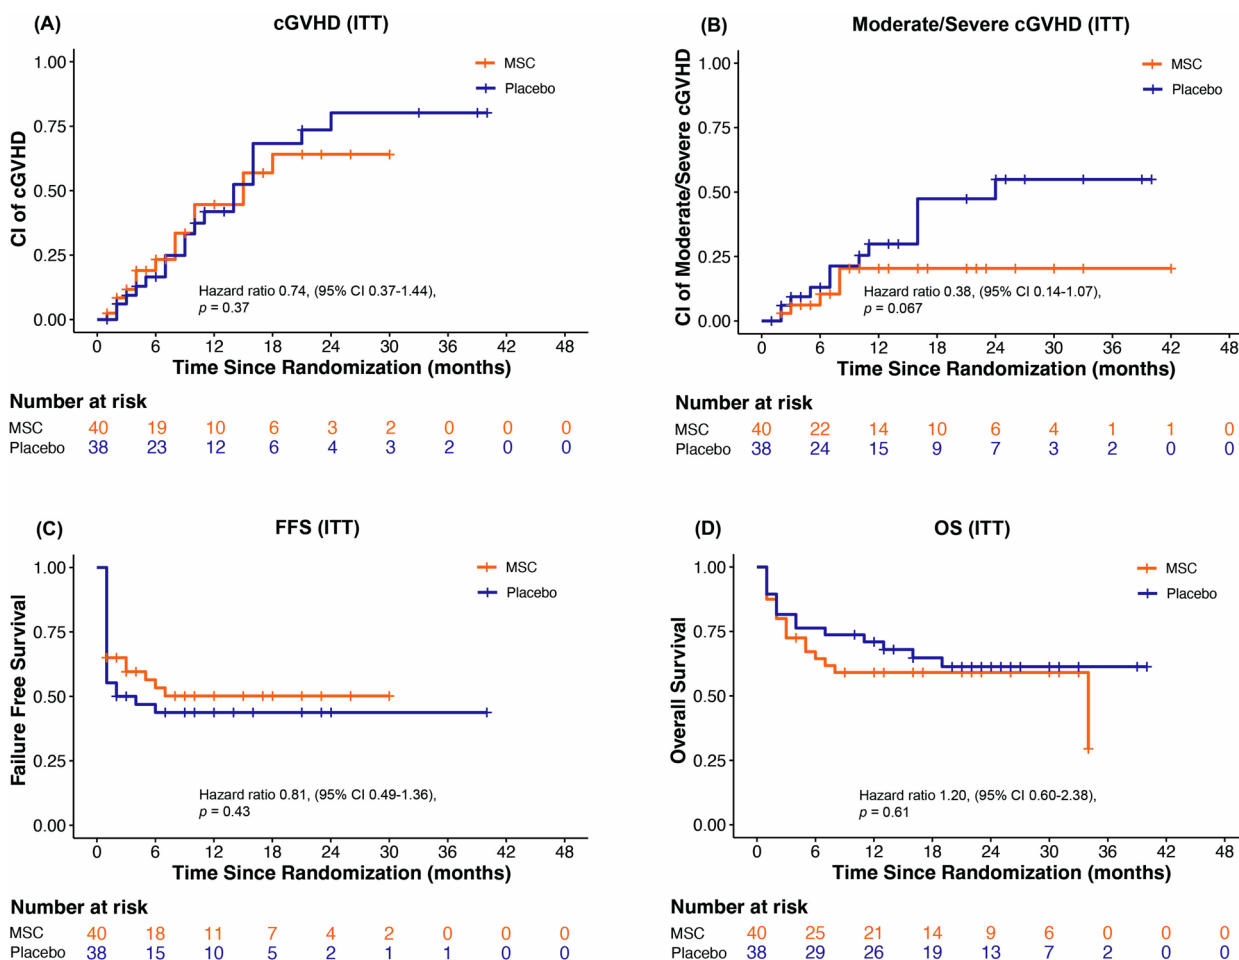 (A) cGVHD (ITT)
CI of cGVHD
1.00
0.75
0.50
0.25
0.00
MSC
Placebo
Hazard ratio 0.74, (95% CI 0.37-1.44),
p = 0.37
0 6 12 18 24 30 36 42 48
Time Since Randomization (months)
Number at risk
MSC 40 19 10 6 3 2 0 0 0
Placebo 38 23 12 6 4 3 2 0 0
(B) Moderate/Severe cGVHD (ITT)
CI of Moderate/Severe cGVHD
1.00
0.75
0.50
0.25
0.00
MSC
Placebo
Hazard ratio 0.38, (95% CI 0.14-1.07),
p = 0.067
0 6 12 18 24 30 36 42 48
Time Since Randomization (months)
Number at risk
MSC 40 22 14 10 6 4 1 1 0
Placebo 38 24 15 9 7 3 2 0 0
(C) FFS (ITT)
Failure Free Survival
1.00
0.75
0.50
0.25
0.00
MSC
Placebo
Hazard ratio 0.81, (95% CI 0.49-1.36),
p = 0.43
0 6 12 18 24 30 36 42 48
Time Since Randomization (months)
Number at risk
MSC 40 18 11 7 4 2 0 0 0
Placebo 38 15 10 5 2 1 1 0 0
(D) OS (ITT)
Overall Survival
1.00
0.75
0.50
0.25
0.00
MSC
Placebo
Hazard ratio 1.20, (95% CI 0.60-2.38),
p = 0.61
0 6 12 18 24 30 36 42 48
Time Since Randomization (months)
Number at risk
MSC 40 25 21 14 9 6 0 0 0
Placebo 38 29 26 19 13 7 2 0 0